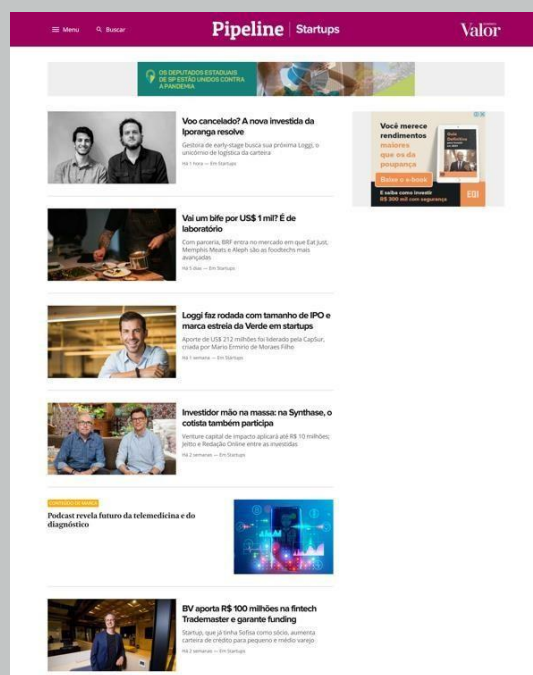 Menu
Buscar
Pipeline | Startups
Valor
OS DEPUTADOS ESTADUAIS
DE SP ESTÃO UNIDOS CONTRA
A PANDEMIA
Voo cancelado? A nova investida da
Iporanga resolve
Gestora de early-stage busca sua próxima Loggi, o
unicórnio de logística da carteira
Há 1 hora — Em Startups
Você merece
rendimentos
maiores
que os da
poupança
Baixe o e-book
E saiba como investir
R$ 300 mil com segurança
EQI
Guia
Definitivo
Vai um bife por US$ 1 mil? É de
laboratório
Com parceria, BRF entra no mercado em que Eat Just,
Memphis Meats e Aleph são as foodtechs mais
avançadas
Há 5 dias — Em Startups
Loggi faz rodada com tamanho de IPO e
marca estreia da Verde em startups
Aporte de US$ 212 milhões foi liderado pela CapSur,
criada por Mario Ermirio de Moraes Filho
Há 1 semana — Em Startups
Investidor mão na massa: na Synthase, o
cotista também participa
Venture capital de impacto aplicará até R$ 10 milhões;
Jeitto e Redação Online entre as investidas
Há 2 semanas — Em Startups
CONTEÚDO DE MARCA
Podcast revela futuro da telemedicina e do
diagnóstico
BV aporta R$ 100 milhões na fintech
Trademaster e garante funding
Startup, que já tinha Sofisa como sócio, aumenta
carteira de crédito para pequeno e médio varejo
Há 2 semanas — Em Startups